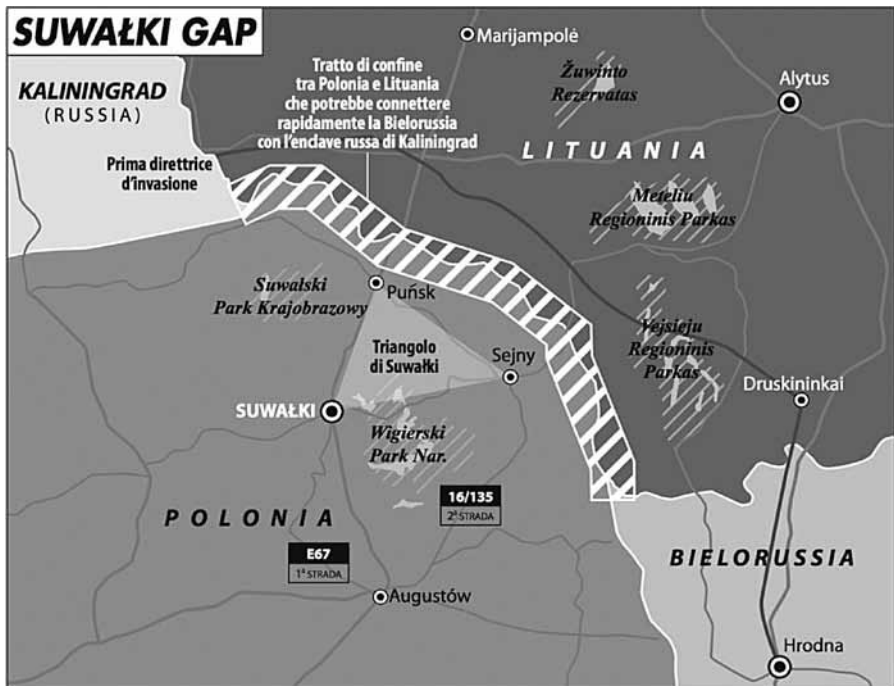 SUWAŁKI GAP
Marijampolė
Tratto di confine
tra Polonia e Lituania
che potrebbe connettere
rapidamente la Bielorussia
con l'enclave russa di Kaliningrad
KALININGRAD
(RUSSIA)
Žuwinto
Rezervatas
Alytus
Prima direttrice
d'invasione
LITUANIA
Meteliu
Regioninis Parkas
Suwalski
Park Krajobrazowy
Puńsk
Triangolo
di Suwałki
Sejny
Vejsieju
Regioninis
Parkas
Druskininkai
SUWAŁKI
Wigierski
Park Nar.
16/135
2ª STRADA
POLONIA
E67
1ª STRADA
BIELORUSSIA
Augustów
Hrodna